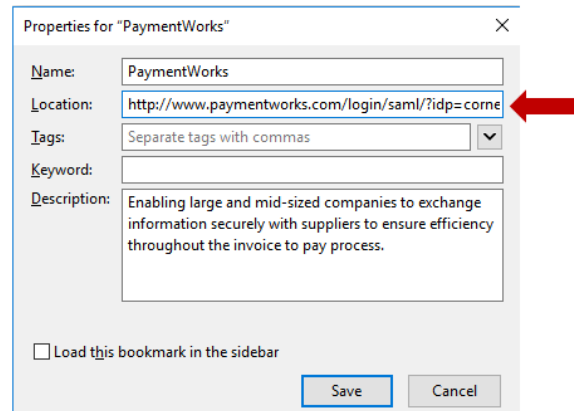 Properties for "PaymentWorks"
Name: PaymentWorks
Location: http://www.paymentworks.com/login/saml/?idp=corne
Tags: Separate tags with commas
Keyword:
Description: Enabling large and mid-sized companies to exchange
information securely with suppliers to ensure efficiency
throughout the invoice to pay process.
Load this bookmark in the sidebar
Save Cancel